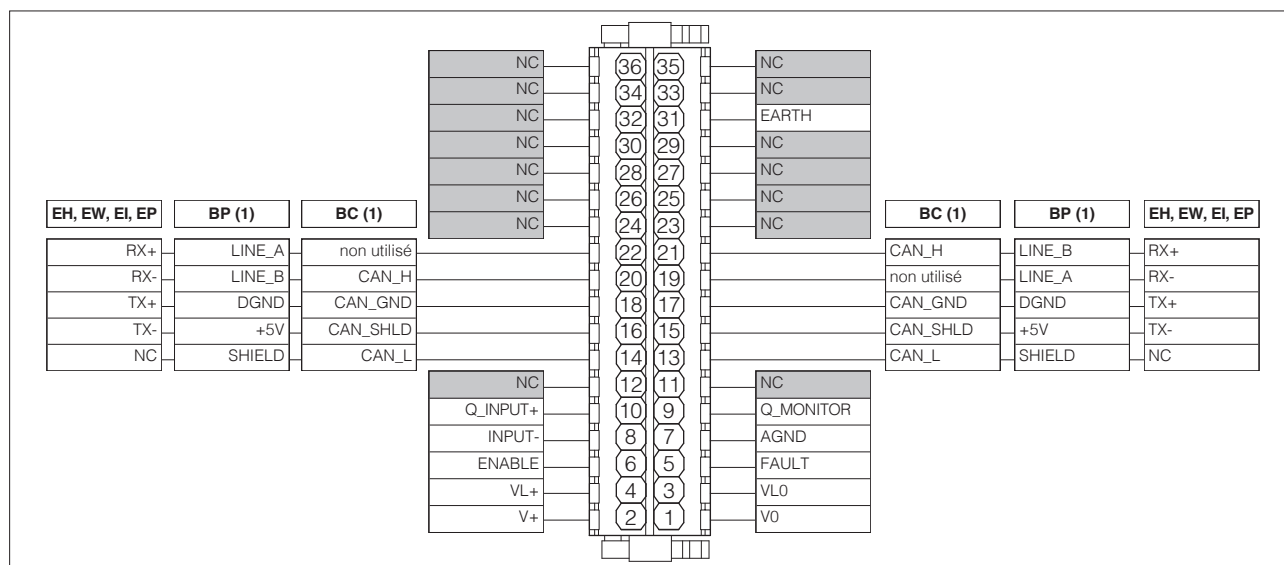 NC 36 35 NC
NC 34 33 NC
NC 32 31 EARTH
NC 30 29 NC
NC 28 27 NC
NC 26 25 NC
EH, EW, EI, EP BP (1) BC (1) NC 24 23 NC BC (1) BP (1) EH, EW, EI, EP
RX+ LINE_A non utilisé 22 21 CAN_H LINE_B RX+
RX- LINE_B CAN_H 20 19 non utilisé LINE_A RX-
TX+ DGND CAN_GND 18 17 CAN_GND DGND TX+
TX- +5V CAN_SHLD 16 15 CAN_SHLD +5V TX-
NC SHIELD CAN_L 14 13 CAN_L SHIELD NC
NC 12 11 NC
Q_INPUT+ 10 9 Q_MONITOR
INPUT- 8 7 AGND
ENABLE 6 5 FAULT
VL+ 4 3 VL0
V+ 2 1 V0